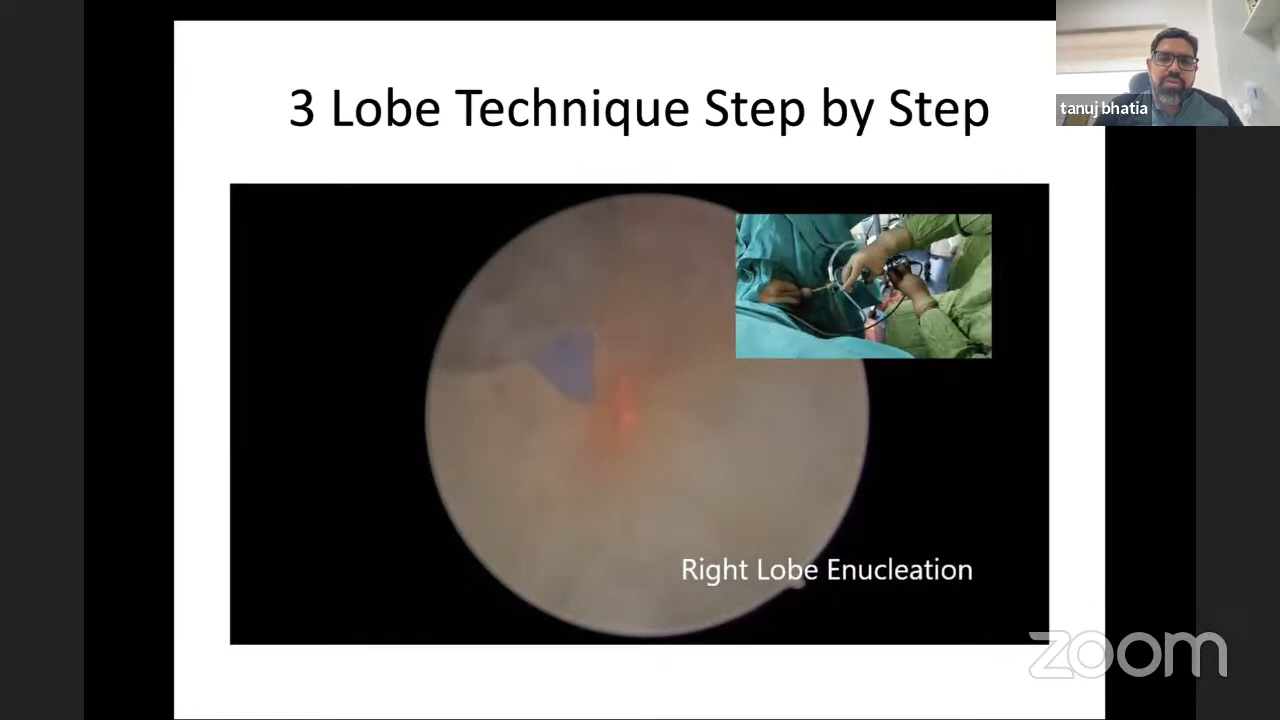 3 Lobe Technique Step by Step
tanuj bhatia
Right Lobe Enucleation
zoom